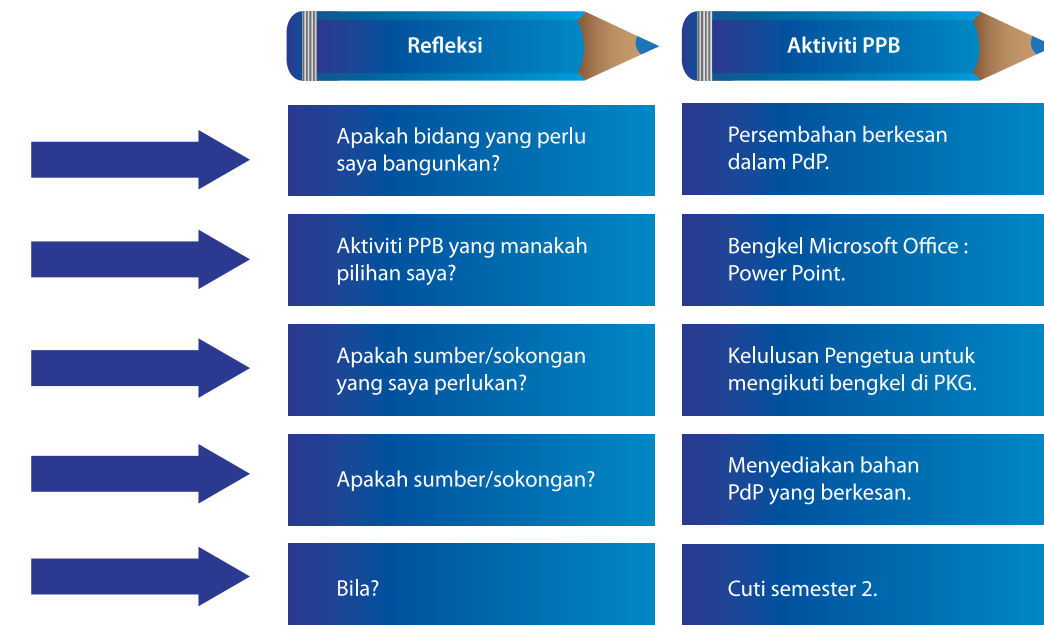 Refleksi
Aktiviti PPB
Apakah bidang yang perlu
saya bangunkan?
Persembahan berkesan
dalam PdP.
Aktiviti PPB yang manakah
pilihan saya?
Bengkel Microsoft Office :
Power Point.
Apakah sumber/sokongan
yang saya perlukan?
Kelulusan Pengetua untuk
mengikuti bengkel di PKG.
Apakah sumber/sokongan?
Menyediakan bahan
PdP yang berkesan.
Bila?
Cuti semester 2.